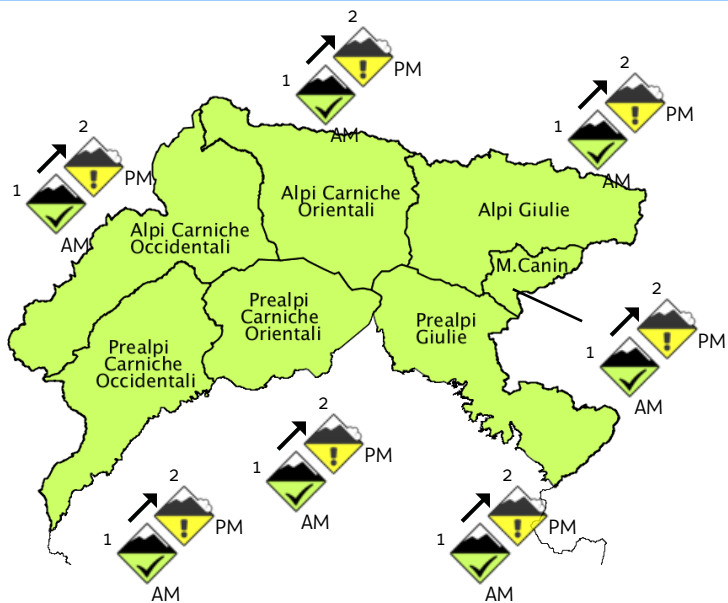 2
1
PM
AM
2
1
PM
AM
2
1
PM
AM
Alpi Carniche
Orientali
Alpi Giulie
Alpi Carniche
Occidentali
M.Canin
Prealpi
Carniche
Orientali
Prealpi
Giulie
2
1
PM
AM
Prealpi
Carniche
Occidentali
2
1
PM
AM
2
1
PM
AM
2
1
PM
AM